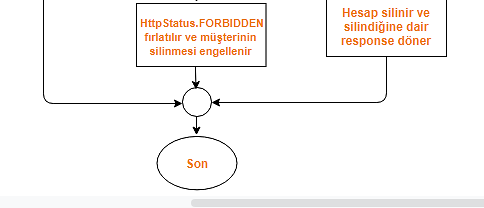 HttpStatus.FORBIDDEN
fırlatılır ve müşterinin
silinmesi engellenir
Hesap silinir ve
silindiğine dair
response döner
Son